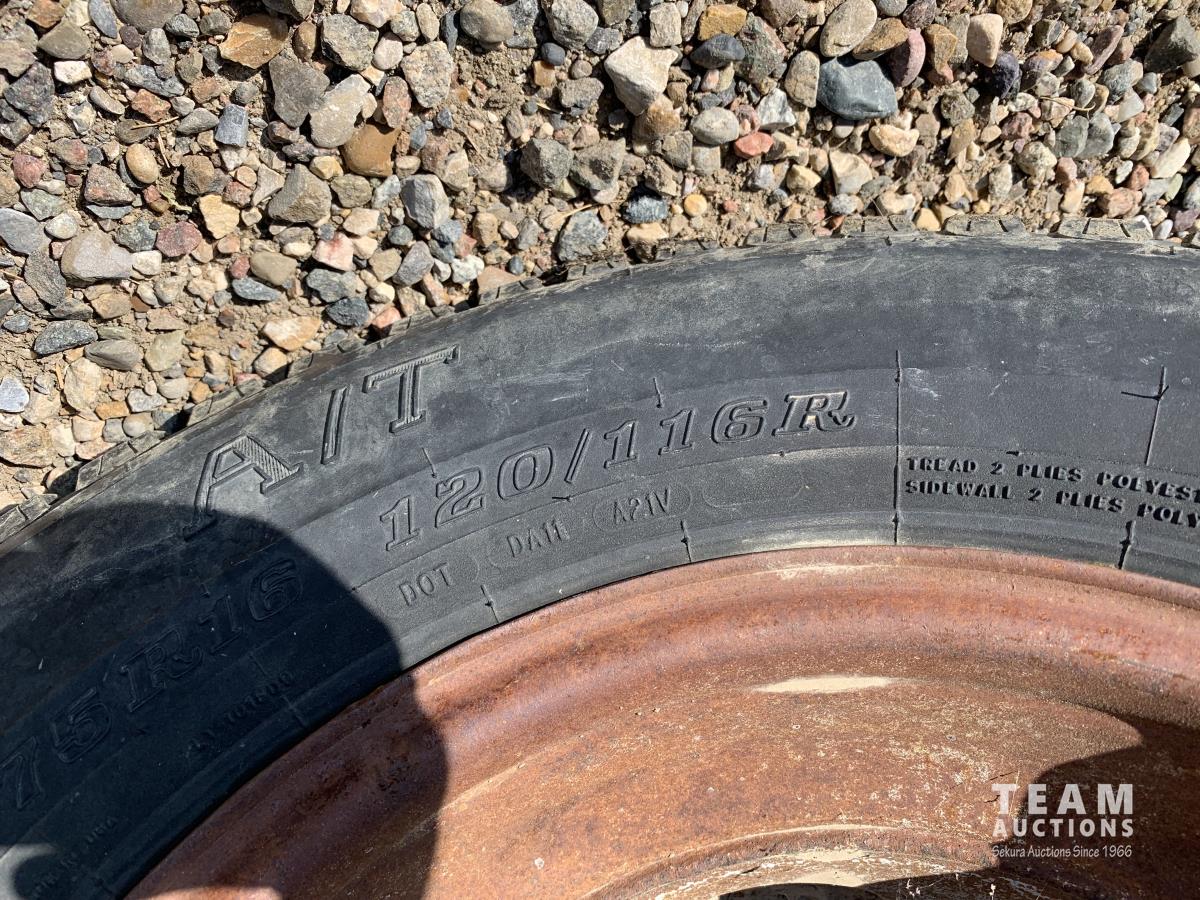 A/T
120/116R
TREAD 2 PLIES POLYEST
SIDEWALL 2 PLIES POLY
DOT DA11 A21V
75R16
TEAM
AUCTIONS
Sekura Auctions Since 1966